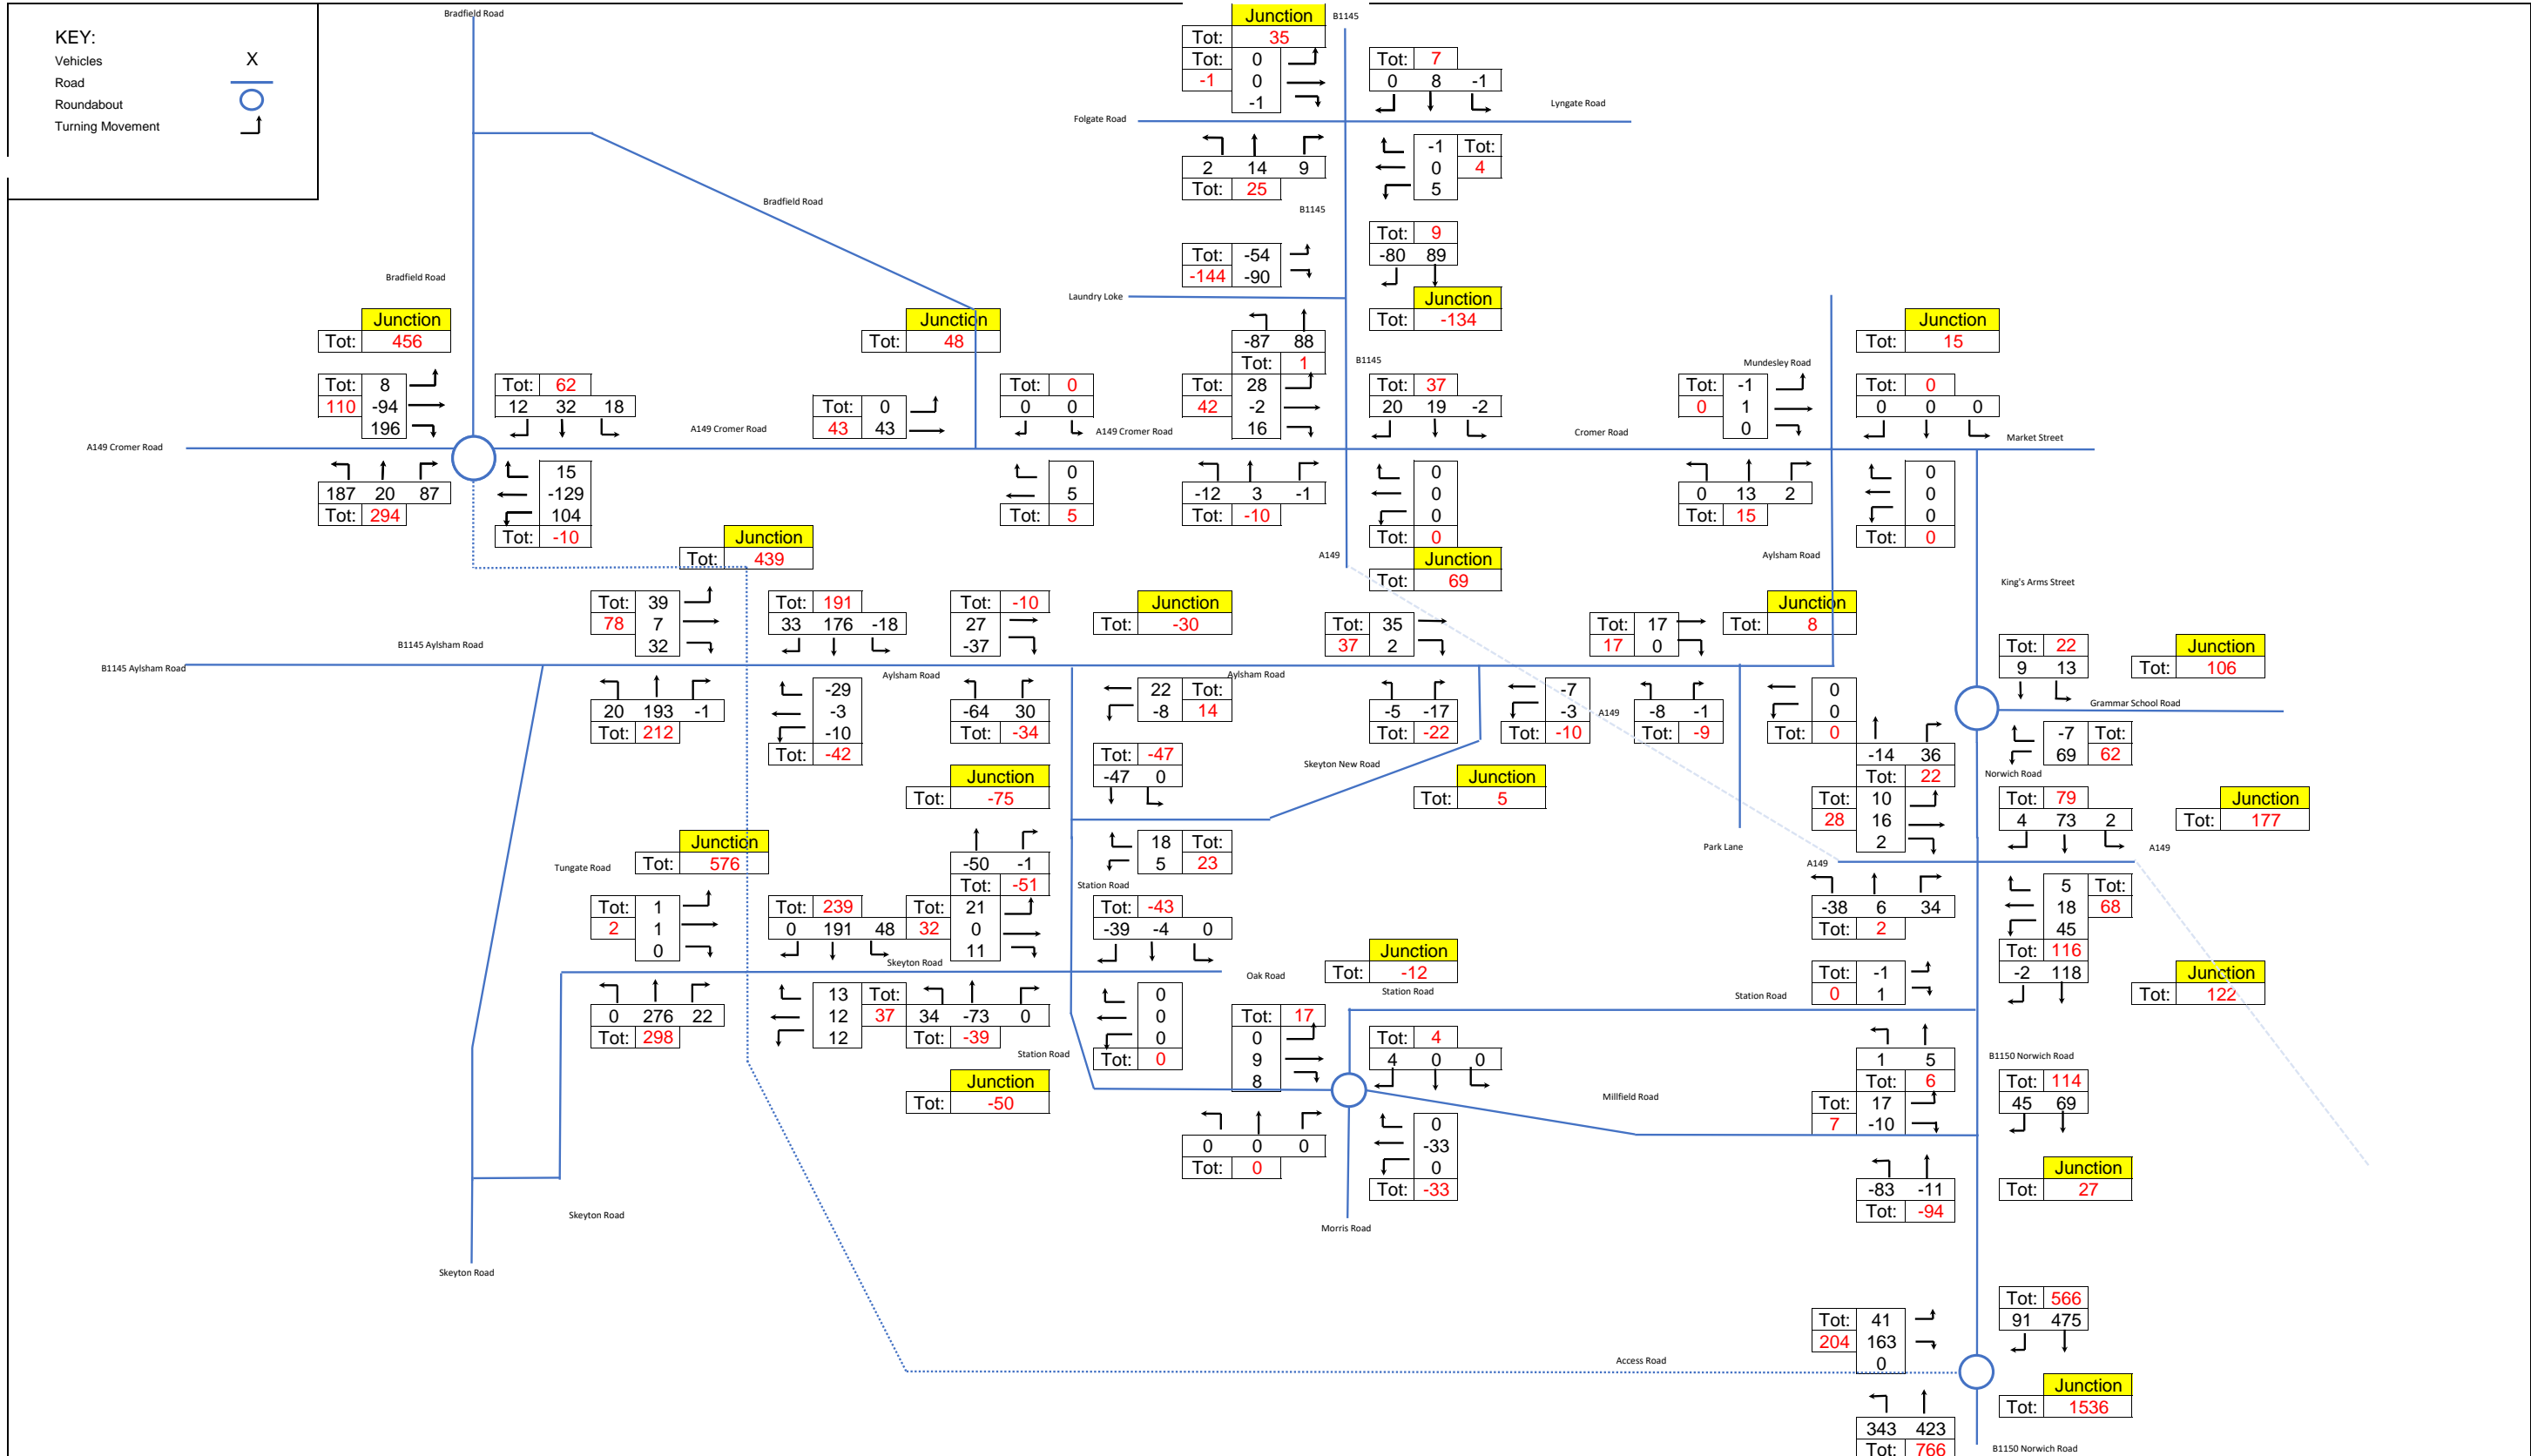 KEY:
Vehicles X
Road
Roundabout
Turning Movement
Bradfield Road
Junction
Tot: 35
B1145
Tot: 0
-1 0
-1
Tot: 7
0 8 -1
Folgate Road
Lyngate Road
2 14 9
Tot: 25
-1 Tot:
0 4
5
Bradfield Road
B1145
Tot: -54
-144 -90
Tot: 9
-80 89
Bradfield Road
Laundry Loke
Junction
Tot: -134
Junction
Tot: 456
Junction
Tot: 48
-87 88
Tot: 1
B1145
Mundesley Road
Junction
Tot: 15
Tot: 8
110 -94
196
Tot: 62
12 32 18
A149 Cromer Road
Tot: 0
43 43
Tot: 0
0 0
A149 Cromer Road
Tot: 28
42 -2
16
Tot: 37
20 19 -2
Cromer Road
Tot: -1
0 1
0
Tot: 0
0 0 0
Market Street
A149 Cromer Road
187 20 87
Tot: 294
15
-129
104
Tot: -10
0
5
Tot: 5
-12 3 -1
Tot: -10
0
0
0
Tot: 0
0 13 2
Tot: 15
0
0
0
Tot: 0
Junction
Tot: 439
A149
Junction
Tot: 69
Aylsham Road
King's Arms Street
Tot: 39
78 7
32
Tot: 191
33 176 -18
Tot: -10
27
-37
Junction
Tot: -30
Tot: 35
37 2
Tot: 17
17 0
Junction
Tot: 8
B1145 Aylsham Road
B1145 Aylsham Road
Aylsham Road
Aylsham Road
Tot: 22
9 13
Junction
Tot: 106
20 193 -1
Tot: 212
-29
-3
-10
Tot: -42
-64 30
Tot: -34
22 Tot:
-8 14
-5 -17
Tot: -22
-7
-3
Tot: -10
A149
-8 -1
Tot: -9
0
0
Tot: 0
Grammar School Road
-14 36
Tot: 22
-7 Tot:
69 62
Norwich Road
Junction
Tot: -75
Tot: -47
-47 0
Skeyton New Road
Junction
Tot: 5
Tot: 10
28 16
2
Tot: 79
4 73 2
Junction
Tot: 177
Tungate Road
Junction
Tot: 576
-50 -1
Tot: -51
18 Tot:
5 23
Station Road
Park Lane
A149
A149
Tot: 1
2 1
0
Tot: 239
0 191 48
Tot: 21
32 0
11
Tot: -43
-39 -4 0
-38 6 34
Tot: 2
5 Tot:
18 68
45
Skeyton Road
Oak Road
Junction
Tot: -12
Station Road
Station Road
Tot: -1
0 1
Tot: 116
-2 118
Junction
Tot: 122
0 276 22
Tot: 298
13 Tot:
12 37
12
34 -73 0
Tot: -39
Station Road
0
0
0
Tot: 0
Tot: 17
0
9
8
Tot: 4
4 0 0
1 5
Tot: 6
B1150 Norwich Road
Junction
Tot: -50
Millfield Road
Tot: 17
7 -10
Tot: 114
45 69
0 0 0
Tot: 0
0
-33
0
Tot: -33
-83 -11
Tot: -94
Junction
Tot: 27
Skeyton Road
Morris Road
Skeyton Road
Tot: 41
204 163
0
Tot: 566
91 475
Access Road
Junction
Tot: 1536
343 423
Tot: 766
B1150 Norwich Road